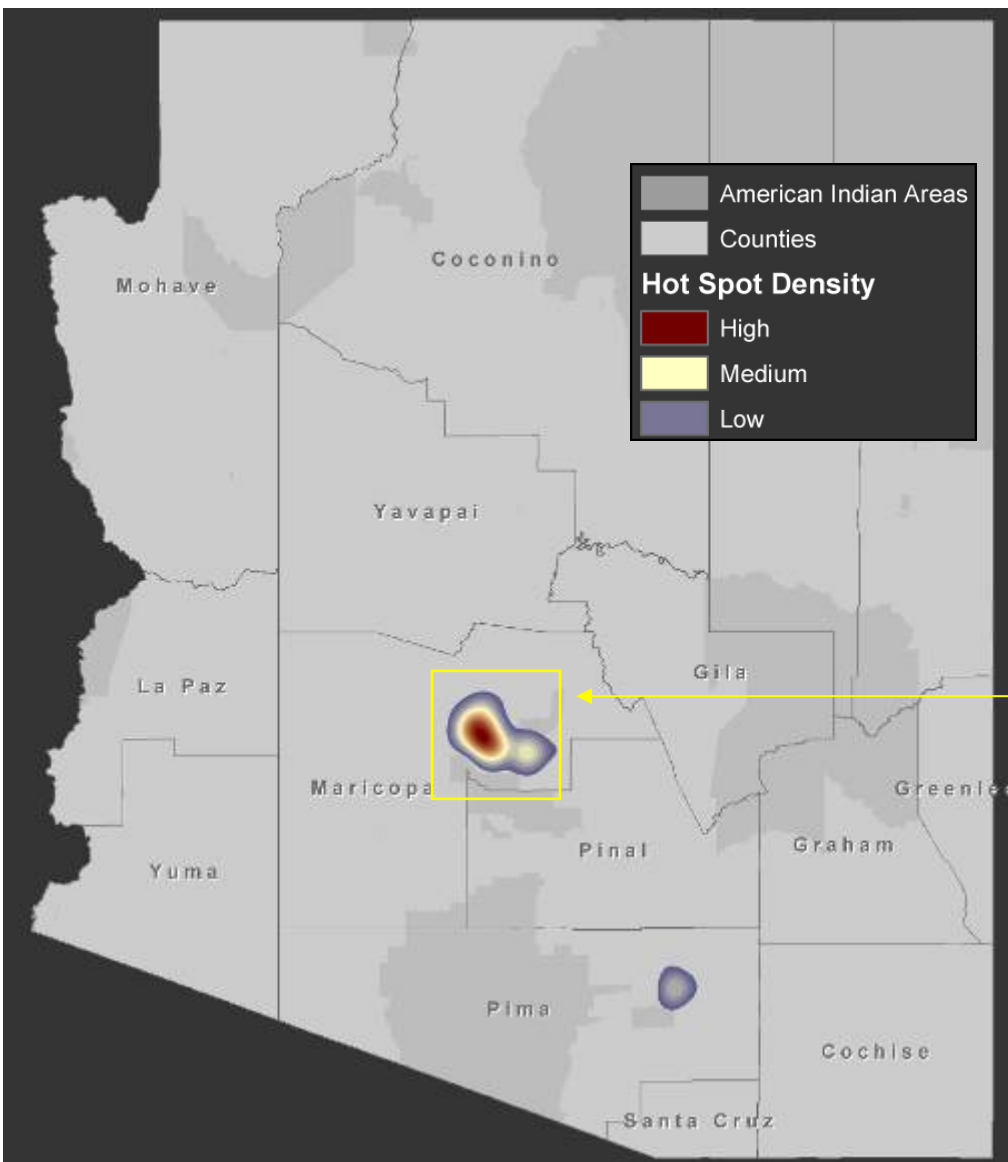 American Indian Areas
Counties
Hot Spot Density
High
Medium
Low
Coconino
Mohave
Yavapai
Gila
La Paz
Maricopa
Greenlee
Pinal
Graham
Yuma
Pima
Cochise
Santa Cruz